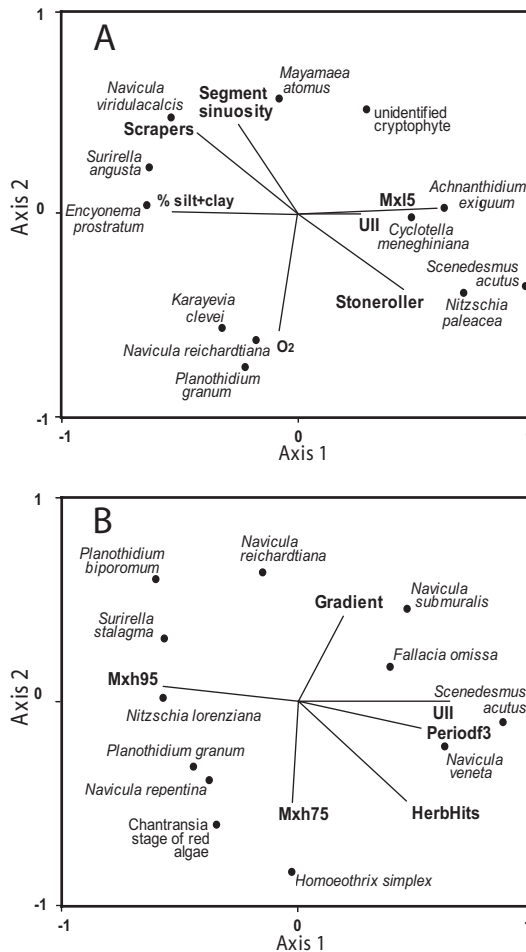 A
1
Navicula
viridulacalcis
Segment
sinuosity
Mayamaea
atomus
unidentified
cryptophyte
Scrapers
Surirella
angusta
% silt+clay
Encyonema
prostratum
Mxl5
UII
Achnanthidium
exiguum
Cyclotella
meneghiniana
Scenedesmus
acutus
Stoneroller
Nitzschia
paleacea
Karayevia
clevei
Navicula reichardtiana
O2
Planothidium
granum
Axis 2
0
-1
-1
0
Axis 1
B
1
Planothidium
biporomum
Navicula
reichardtiana
Gradient
Navicula
submuralis
Surirella
stalagma
Fallacia omissa
Mxh95
Nitzschia lorenziana
Scenedesmus
acutus
UII
Periodf3
Navicula
veneta
Planothidium granum
Navicula repentina
Mxh75
HerbHits
Chantransia
stage of red
algae
Homoeothrix simplex
Axis 2
0
-1
-1
0
Axis 1